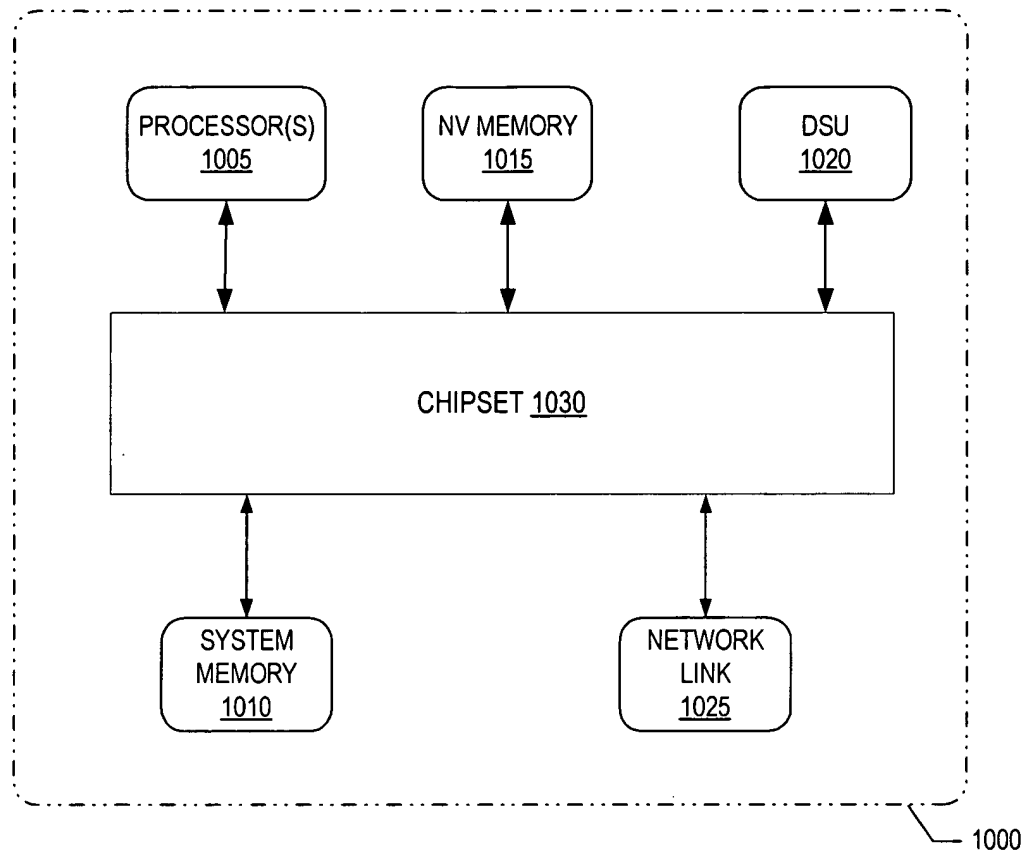 PROCESSOR(S)
1005
NV MEMORY
1015
DSU
1020
CHIPSET 1030
SYSTEM
MEMORY
1010
NETWORK
LINK
1025
1000